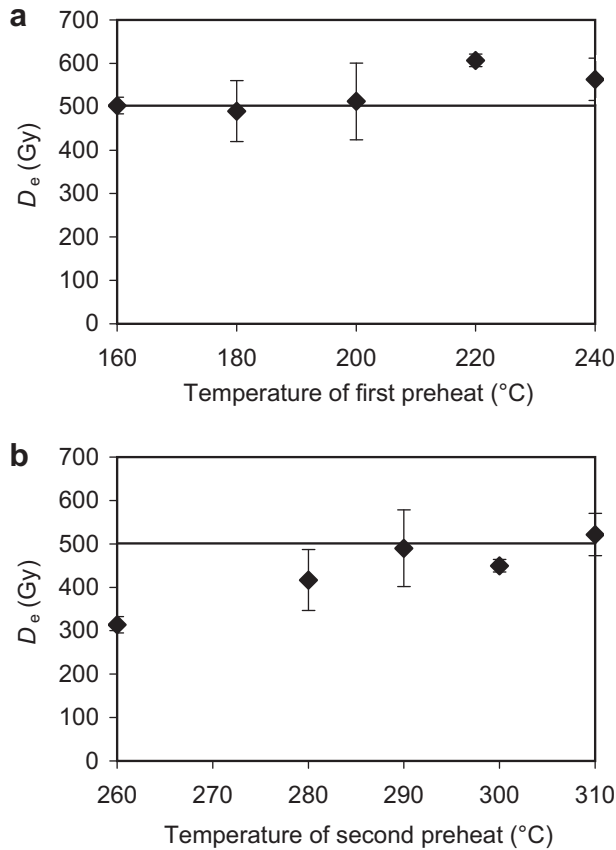 a
700
600
500
400
300
200
100
0
De (Gy)
160 180 200 220 240
Temperature of first preheat (°C)
b
700
600
500
400
300
200
100
0
De (Gy)
260 270 280 290 300 310
Temperature of second preheat (°C)